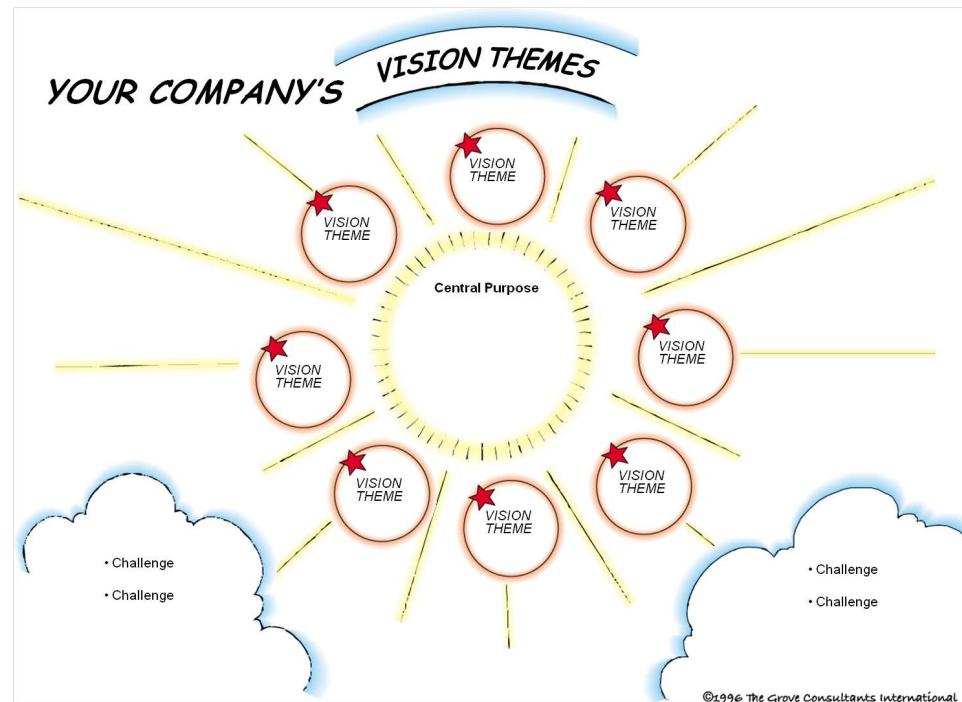 YOUR COMPANY'S
VISION THEMES
VISION
THEME
VISION
THEME
VISION
THEME
Central Purpose
VISION
THEME
VISION
THEME
VISION
THEME
VISION
THEME
VISION
THEME
• Challenge
• Challenge
• Challenge
• Challenge
©1996 The Grove Consultants International